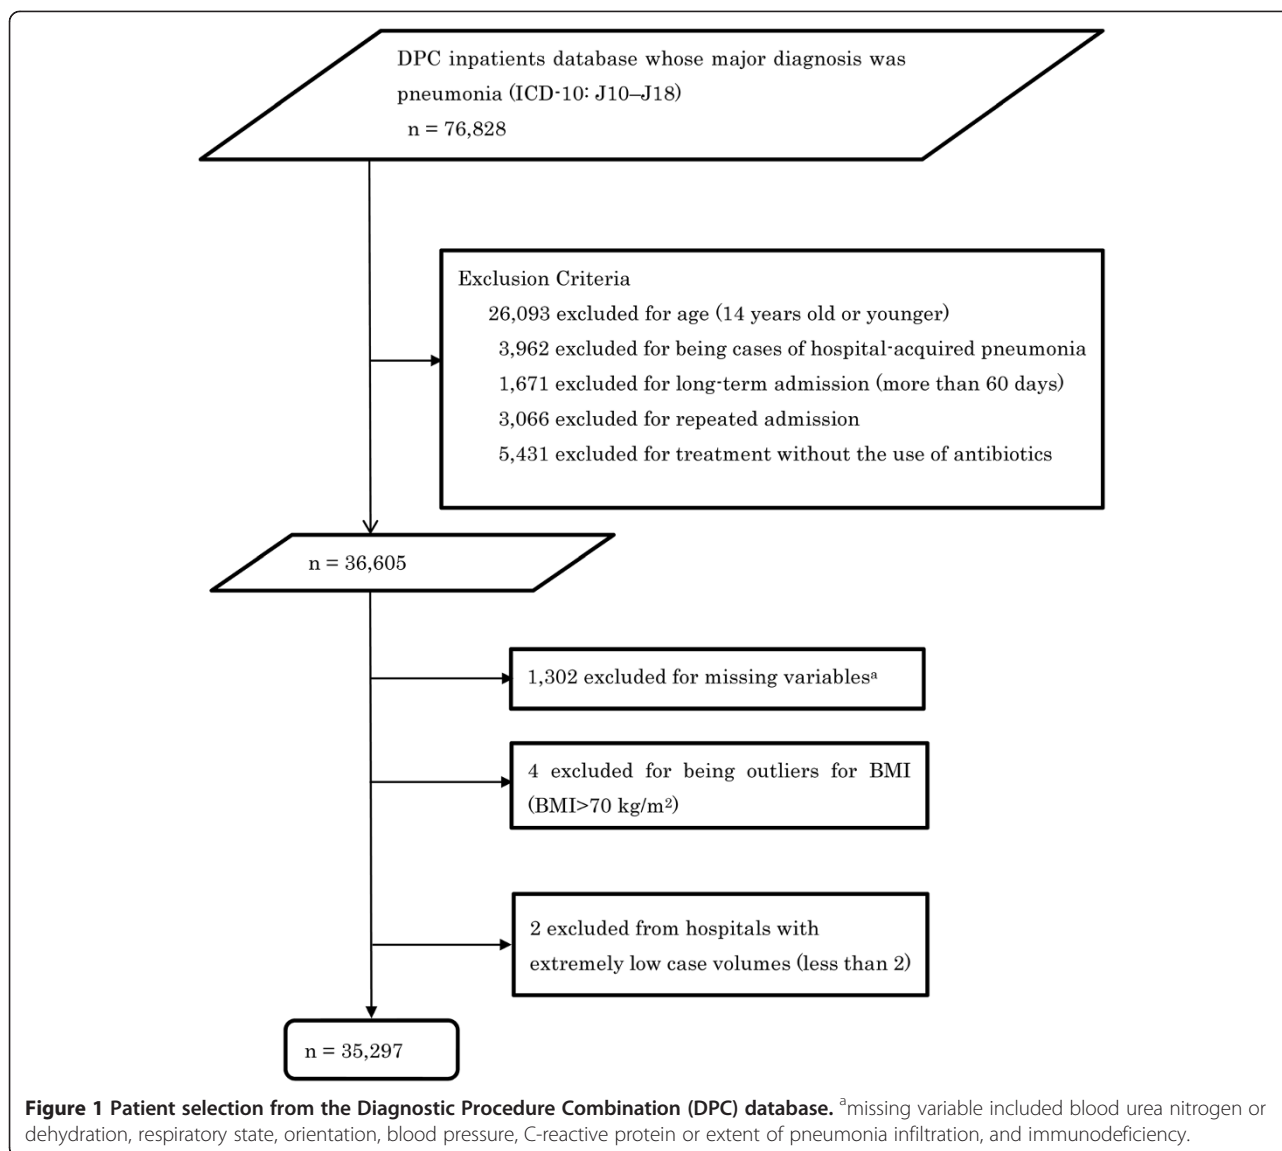 DPC inpatients database whose major diagnosis was
pneumonia (ICD-10: J10–J18)
n = 76,828
Exclusion Criteria
26,093 excluded for age (14 years old or younger)
3,962 excluded for being cases of hospital-acquired pneumonia
1,671 excluded for long-term admission (more than 60 days)
3,066 excluded for repeated admission
5,431 excluded for treatment without the use of antibiotics
n = 36,605
1,302 excluded for missing variablesᵃ
4 excluded for being outliers for BMI
(BMI>70 kg/m²)
2 excluded from hospitals with
extremely low case volumes (less than 2)
n = 35,297
Figure 1 Patient selection from the Diagnostic Procedure Combination (DPC) database. ᵃmissing variable included blood urea nitrogen or
dehydration, respiratory state, orientation, blood pressure, C-reactive protein or extent of pneumonia infiltration, and immunodeficiency.